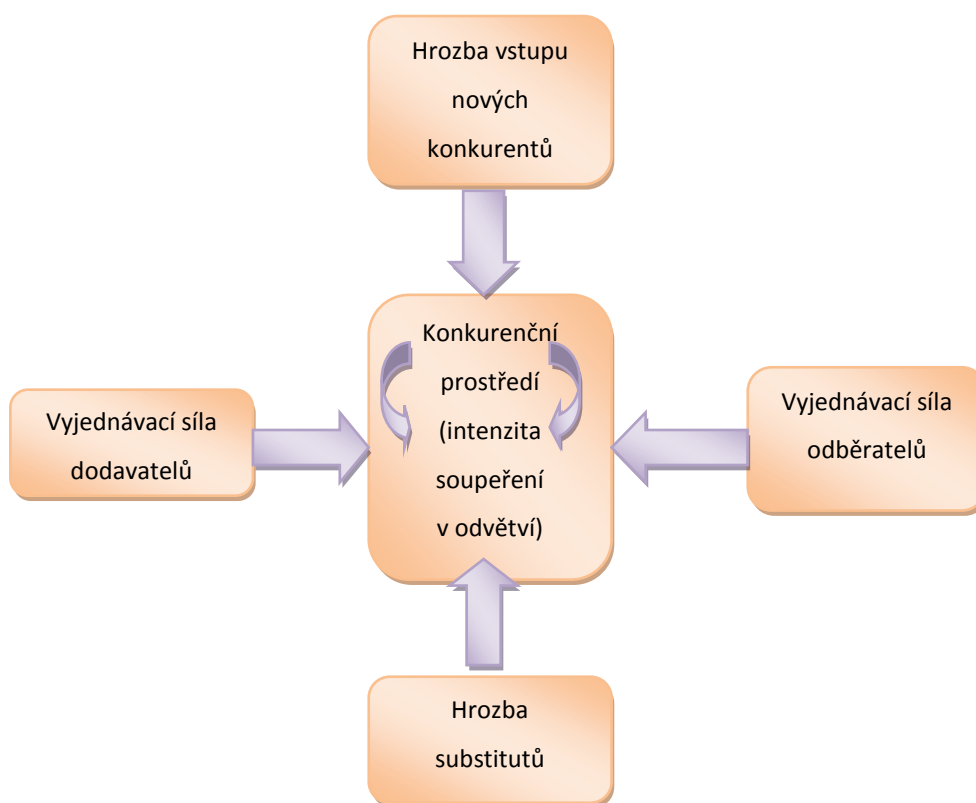 Hrozba vstupu
nových
konkurentů
Konkurenční
prostředí
(intenzita
soupeření
v odvětví)
Vyjednávací síla
dodavatelů
Vyjednávací síla
odběratelů
Hrozba
substitutů